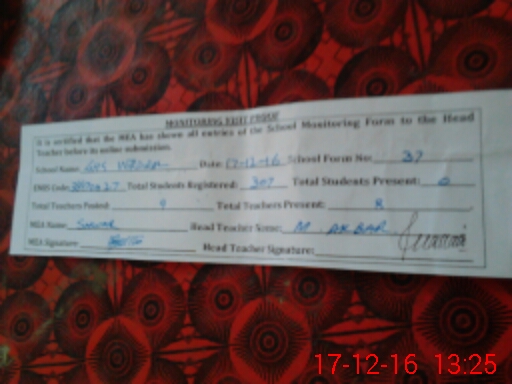 MONITORING VISIT PROOF
It is certified that the MEA has shown all entries of the School Monitoring Form to the Head
Teacher before its online submission.
School Name: GHS Date: 17-12-16 School Form No: 37
EMIS Code: Total Students Registered: 307 Total Students Present: 0
Total Teachers Posted: 9 Total Teachers Present: 8
MEA Name: Head Teacher Name: M. AKBAR
MEA Signature: Head Teacher Signature:
17-12-16 13:25